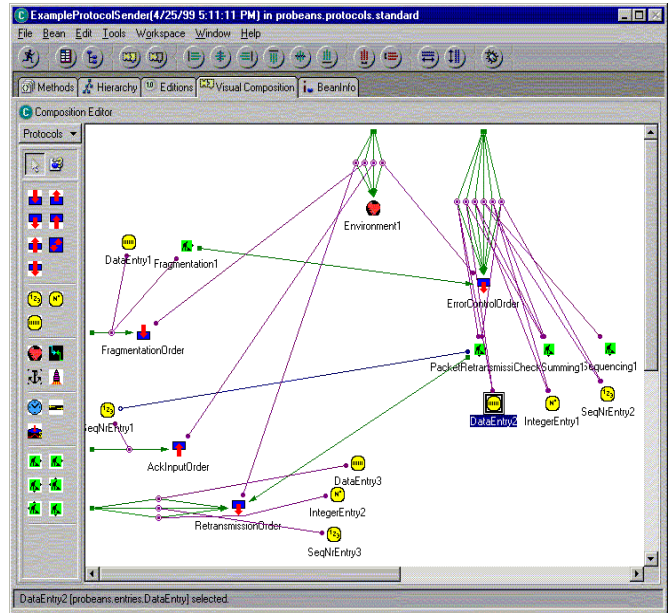 ExampleProtocolSender(4/25/99 5:11:11 PM) in probeans.protocols.standard
File Bean Edit Tools Workspace Window Help
Methods Hierarchy Editions Visual Composition BeanInfo
Composition Editor
Protocols
Environment1
DataEntry1
Fragmentation1
ErrorControlOrder
FragmentationOrder
PacketRetransmissi CheckSumming1
SeqNrEntry1
DataEntry2
IntegerEntry1
SeqNrEntry2
AckInputOrder
DataEntry3
IntegerEntry2
RetransmissionOrder
SeqNrEntry3
DataEntry2 [probeans.entries.DataEntry] selected.